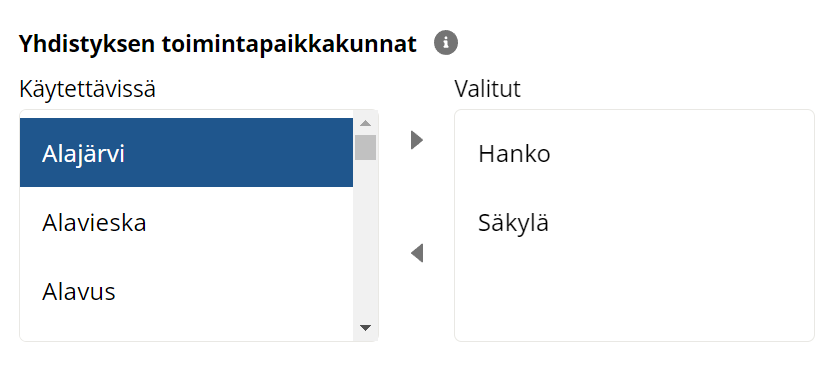 Yhdistyksen toimintapaikkakunnat
Käytettävissä
Alajärvi
Alavieska
Alavus
Valitut
Hanko
Säkylä